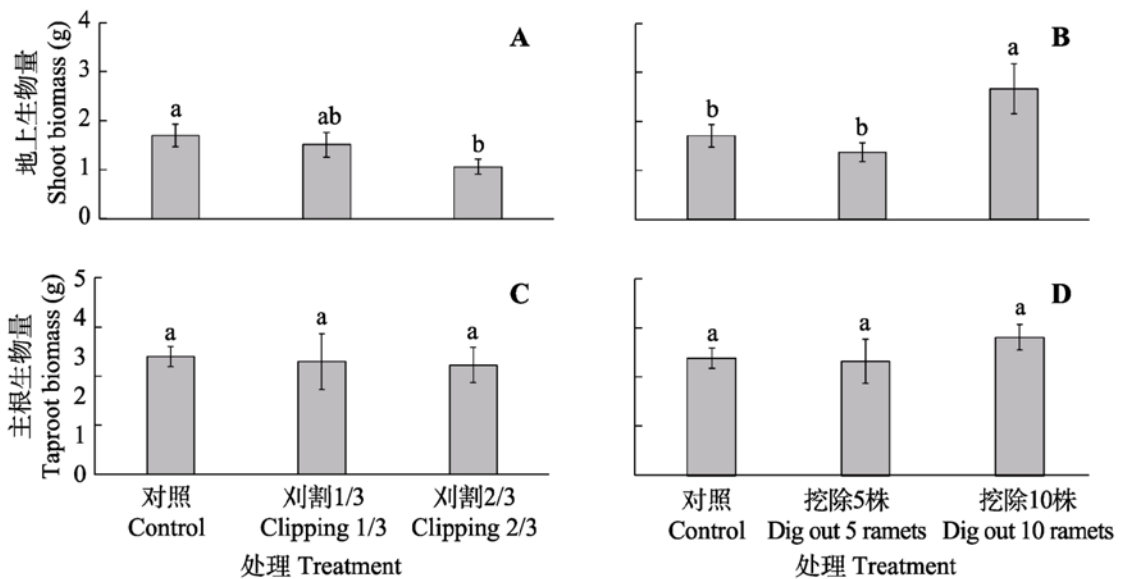 地上生物量
Shoot biomass (g)
4
3
2
1
0
A
a
ab
b
B
b
b
a
主根生物量
Taproot biomass (g)
5
4
3
2
1
0
C
a
a
a
D
a
a
a
对照
Control
刈割1/3
Clipping 1/3
刈割2/3
Clipping 2/3
处理 Treatment
对照
Control
挖除5株
Dig out 5 ramets
挖除10株
Dig out 10 ramets
处理 Treatment